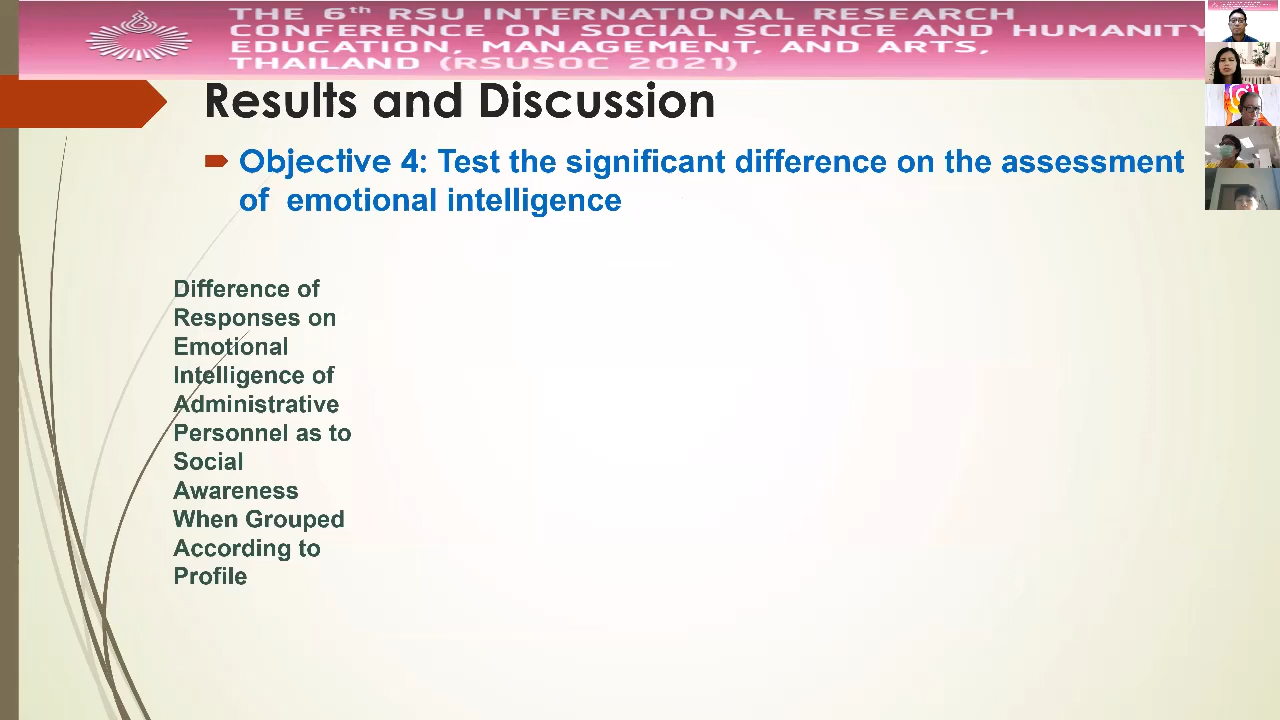 THE 6th RSU INTERNATIONAL RESEARCH
CONFERENCE ON SOCIAL SCIENCE AND HUMANITY,
EDUCATION, MANAGEMENT, AND ARTS,
THAILAND (RSUSOC 2021)
Results and Discussion
Objective 4: Test the significant difference on the assessment
of emotional intelligence
Difference of
Responses on
Emotional
Intelligence of
Administrative
Personnel as to
Social
Awareness
When Grouped
According to
Profile